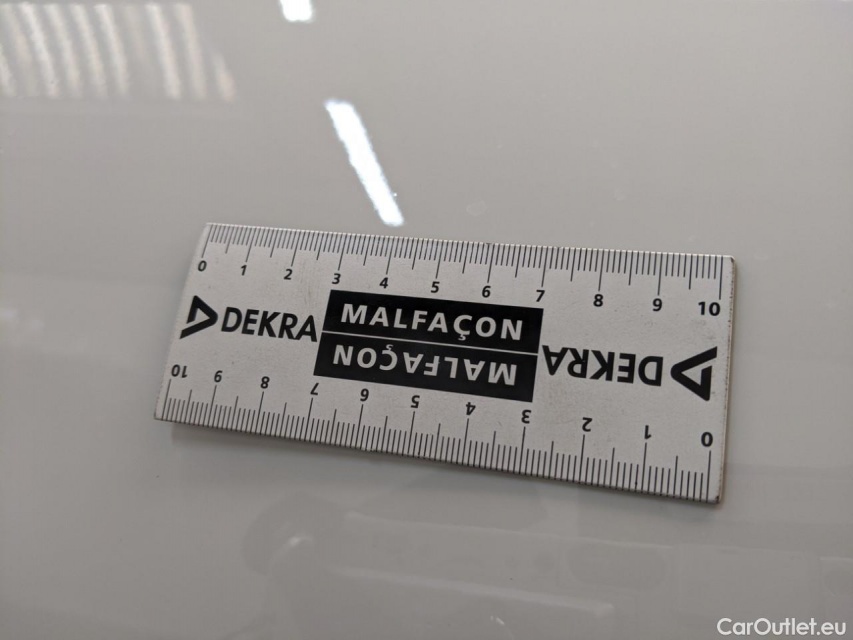 0 1 2 3 4 5 6 7 8 9 10
DEKRA MALFAÇON
MALFAÇON DEKRA
10 9 8 7 6 5 4 3 2 1 0
CarOutlet.eu